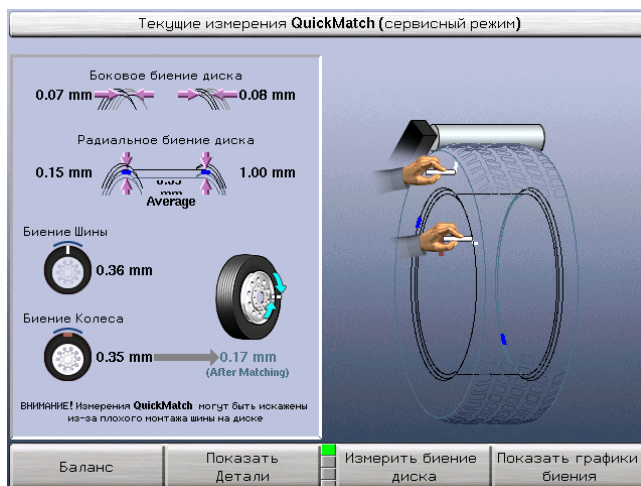 Текущие измерения QuickMatch (сервисный режим)
Боковое биение диска
0.07 mm
0.08 mm
Радиальное биение диска
0.15 mm
1.00 mm
Average
Биение Шины
0.36 mm
Биение Колеса
0.35 mm
0.17 mm
(After Matching)
ВНИМАНИЕ! Измерения QuickMatch могут быть искажены
из-за плохого монтажа шины на диске
Баланс
Показать
Детали
Измерить биение
диска
Показать графики
биения